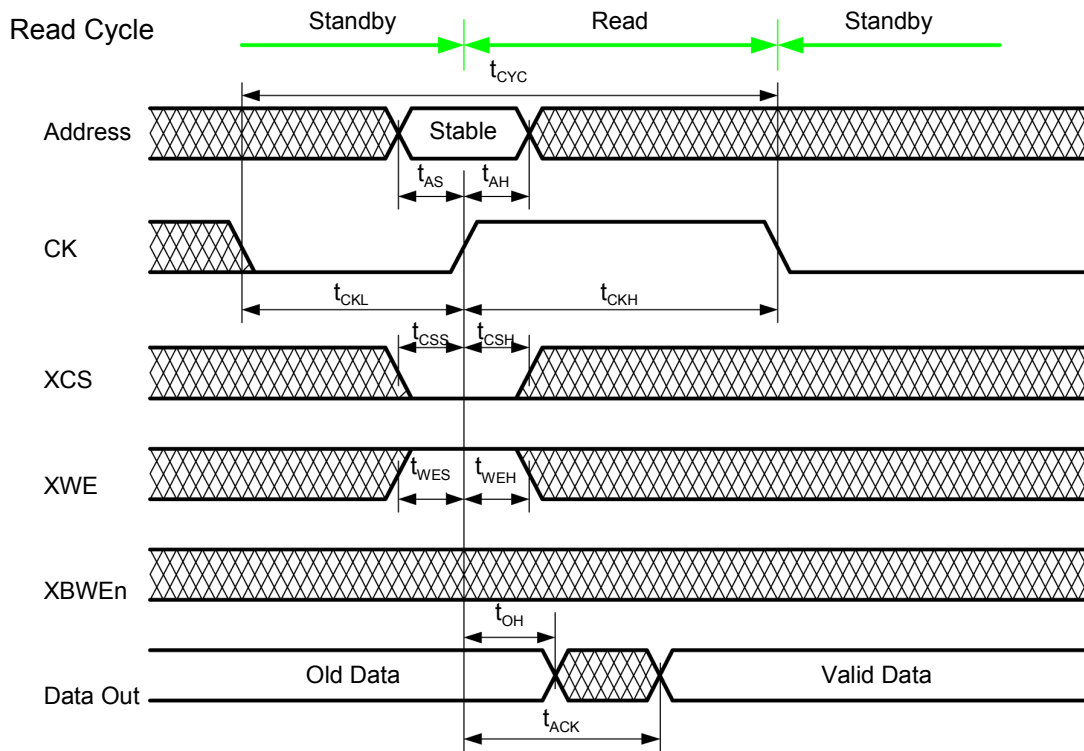 Read Cycle
Standby
Read
Standby
tCYC
Address
Stable
tAS
tAH
CK
tCKL
tCKH
tCSS
tCSH
XCS
tWES
tWEH
XWE
XBWEn
tOH
Old Data
Valid Data
Data Out
tACK